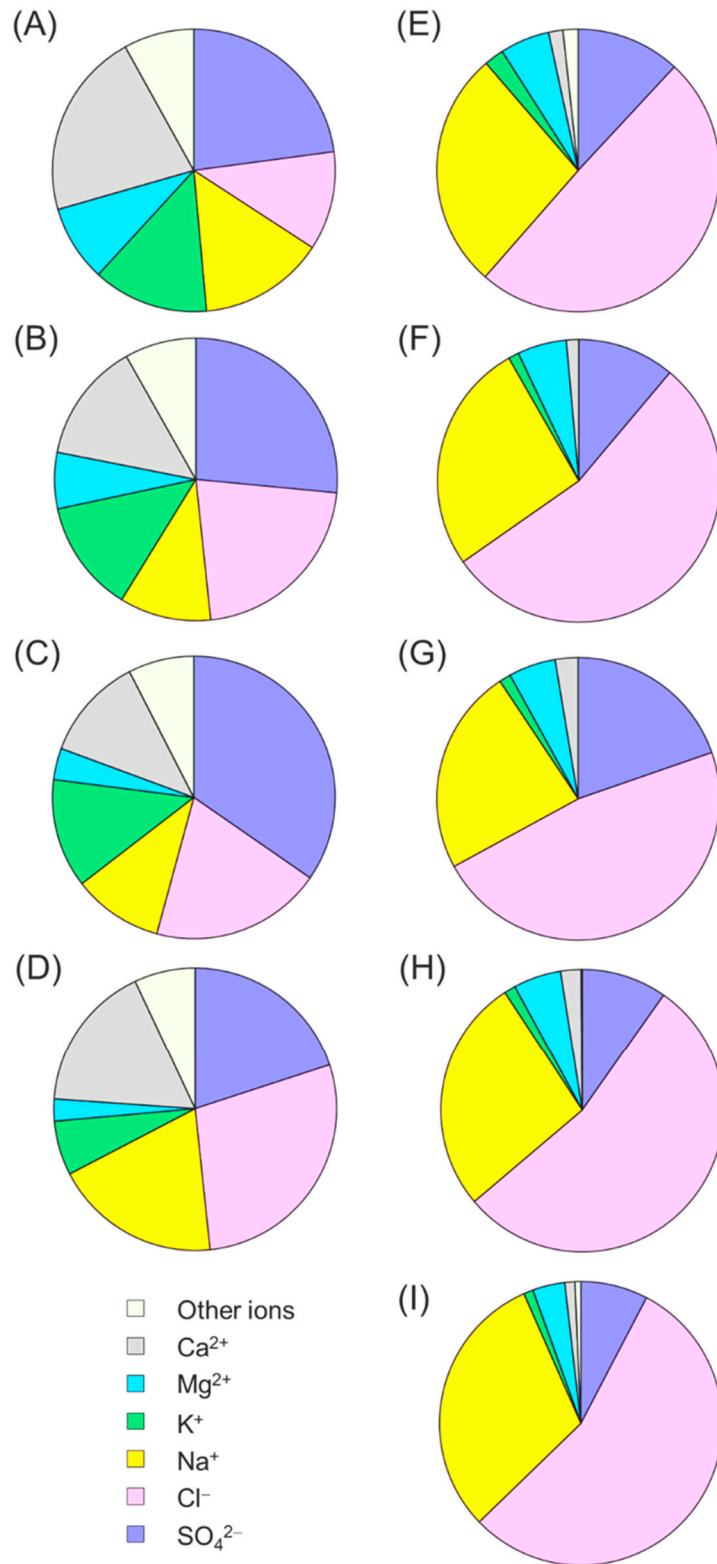 (A)
(E)
(B)
(F)
(C)
(G)
(D)
(H)
(I)
Other ions
Ca²⁺
Mg²⁺
K⁺
Na⁺
Cl⁻
SO₄²⁻